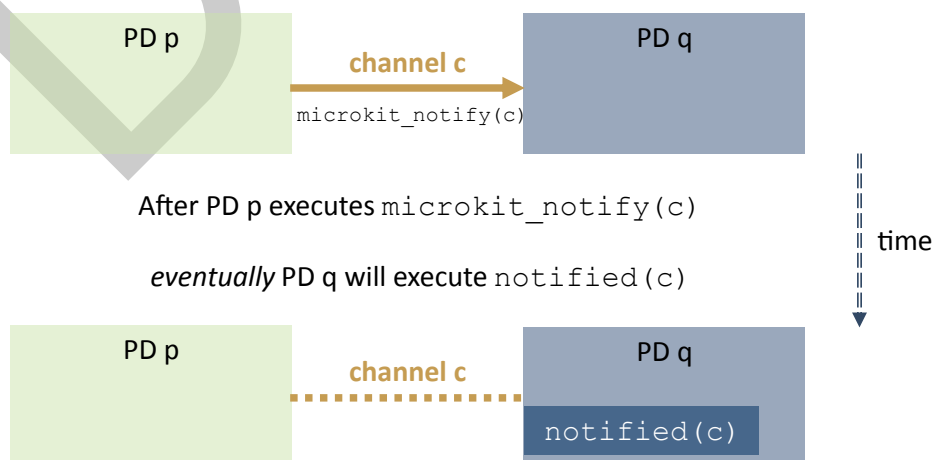 PD p
PD q
channel c
microkit_notify(c)
After PD p executes microkit_notify(c)
time
eventually PD q will execute notified(c)
PD p
PD q
channel c
notified(c)